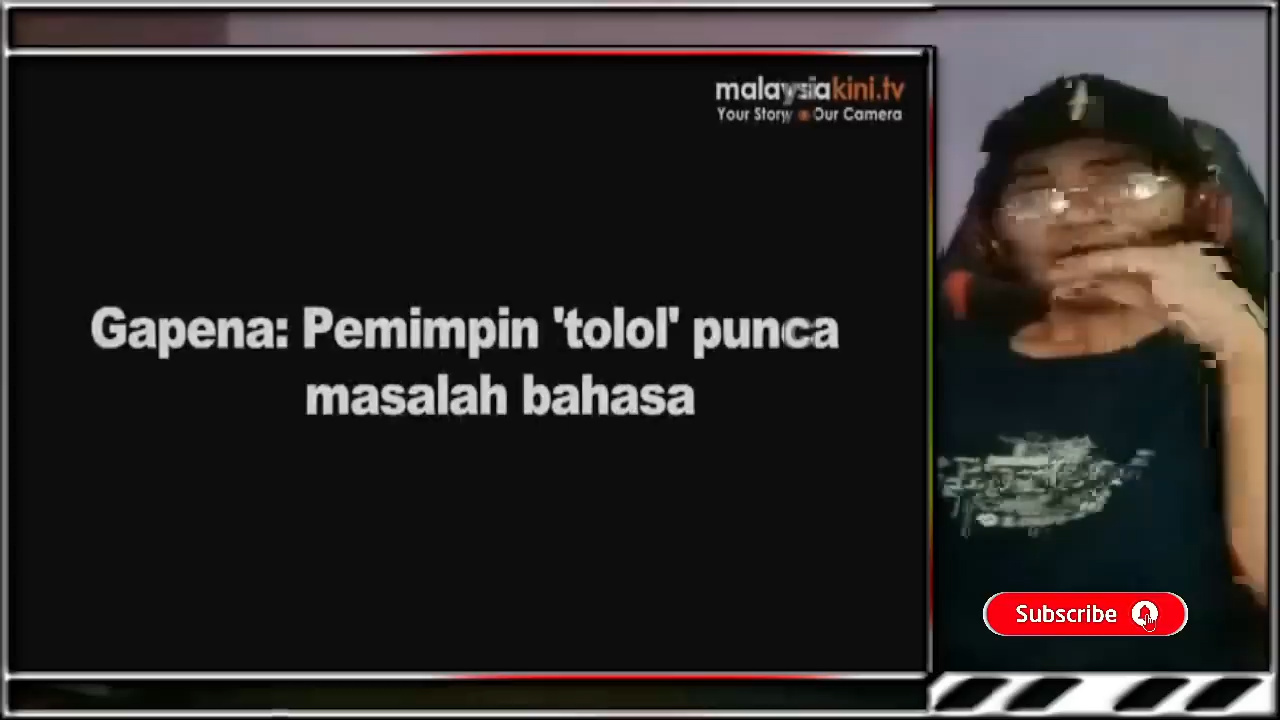 malaysiakini.tv
Your Story Our Camera
Gapena: Pemimpin 'tolol' punca
masalah bahasa
Subscribe